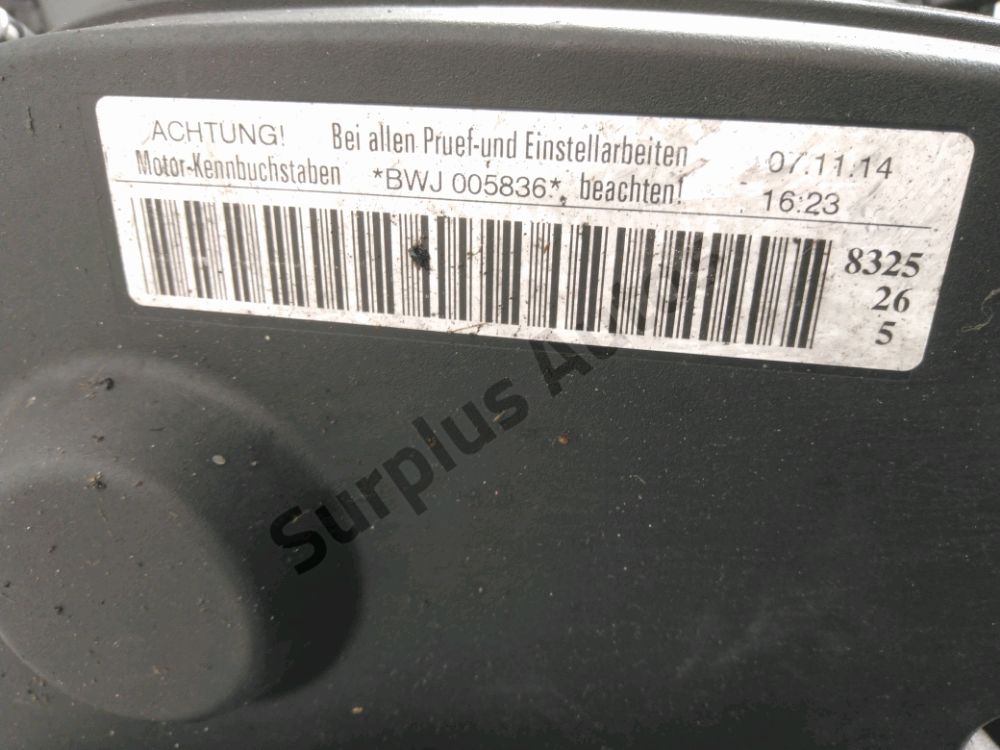 ACHTUNG! Bei allen Pruef-und Einstellarbeiten 07.11.14
Motor-Kennbuchstaben *BWJ 005836*, beachten! 16:23
8325
26
5
Surplus Autos